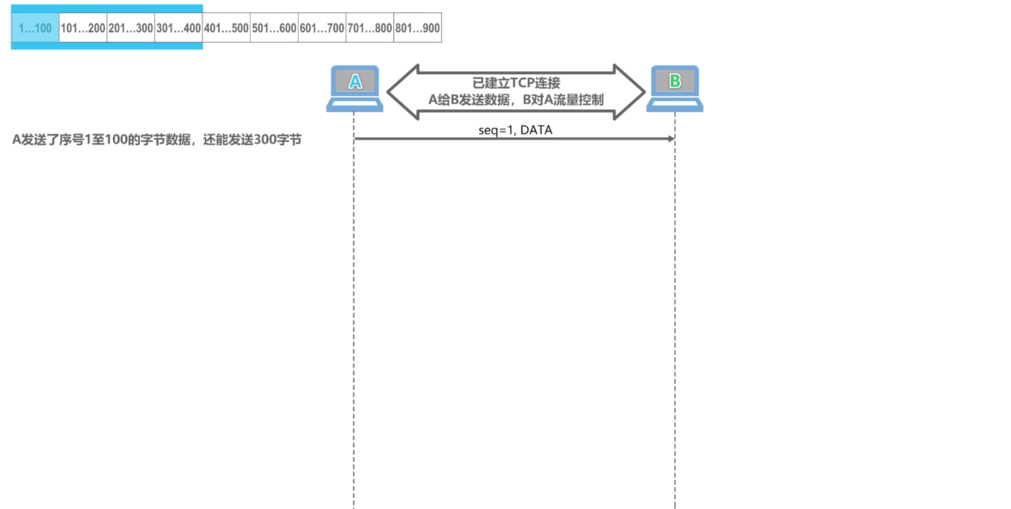 1...100 101...200 201...300 301...400 401...500 501...600 601...700 701...800 801...900
A B
已建立TCP连接
A给B发送数据，B对A流量控制
seq=1, DATA
A发送了序号1至100的字节数据，还能发送300字节